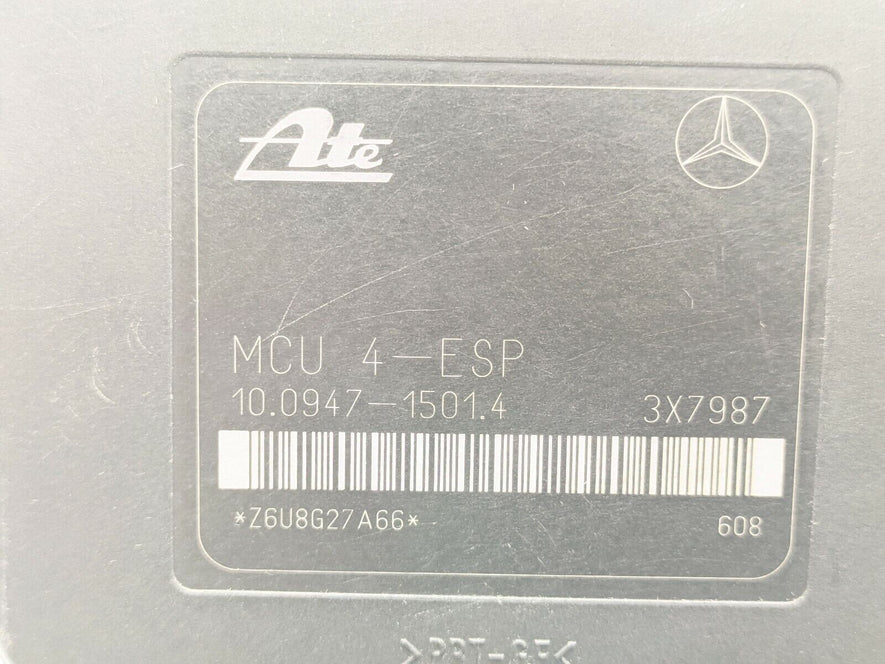 Ate
MCU 4-ESP
10.0947-1501.4 3X7987
*Z6U8G27A66* 608